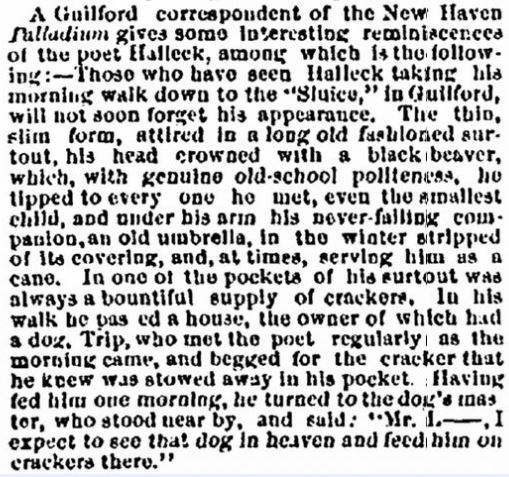 A Guilford correspondent of the New Haven
Palladium gives some interesting reminiscences
of the poet Halleck, among which is the follow-
ing:—Those who have seen Halleck taking his
morning walk down to the "Sluice," in Guilford,
will not soon forget his appearance. The thin,
slim form, attired in a long old fashioned sur-
tout, his head crowned with a black beaver,
which, with genuine old-school politeness, he
tipped to every one he met, even the smallest
child, and under his arm his never-failing com-
panion, an old umbrella, in the winter stripped
of its covering, and, at times, serving him as a
cane. In one of the pockets of his surtout was
always a bountiful supply of crackers. In his
walk he pas ed a house, the owner of which had
a dog. Trip, who met the poet regularly as the
morning came, and begged for the cracker that
he knew was stowed away in his pocket. Having
fed him one morning, he turned to the dog's mas
ter, who stood near by, and said: "Mr. L——, I
expect to see that dog in heaven and feed him on
crackers there."